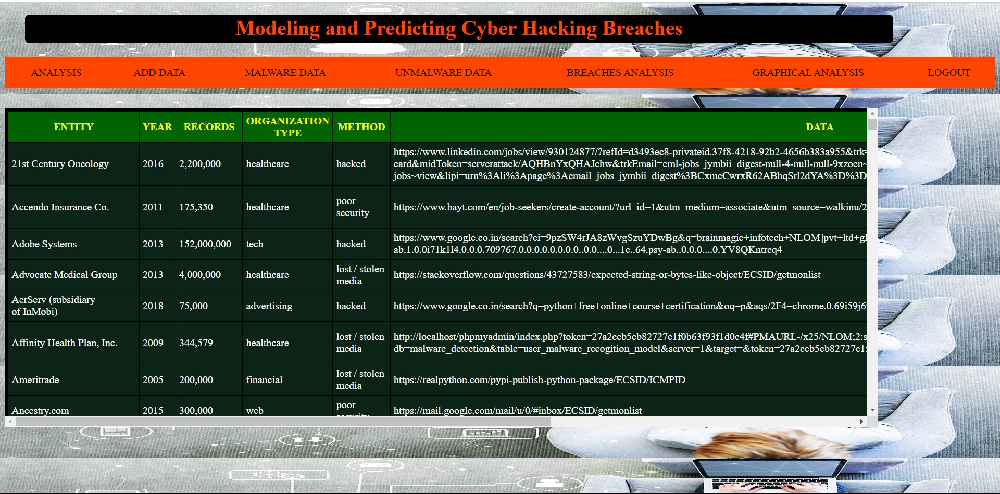 Modeling and Predicting Cyber Hacking Breaches
ANALYSIS ADD DATA MALWARE DATA UNMALWARE DATA BREACHES ANALYSIS GRAPHICAL ANALYSIS LOGOUT
ENTITY YEAR RECORDS ORGANIZATION TYPE METHOD DATA
21st Century Oncology 2016 2,200,000 healthcare hacked https://www.linkedin.com/jobs/view/930124877/?refId=d3493ec8-privateid.37f8-4218-92b2-4656b383a955&trk=
card&midToken=serverattack/AQHBnYxQHAJchw&trkEmail=eml-jobs_jymbii_digest-null-4-null-null-9xzoen~
jobs~view&lipi=urn%3Ali%3Apage%3Aemail_jobs_jymbii_digest%3BCxmcCwrxR62ABhqSrl2dYA%3D%3D
Accendo Insurance Co. 2011 175,350 healthcare poor security https://www.bayt.com/en/job-seekers/create-account/?url_id=1&utm_medium=associate&utm_source=walkinu/2
Adobe Systems 2013 152,000,000 tech hacked https://www.google.co.in/search?ei=9pzSW4rJA8zWvgSzuYDwBg&q=brainmagic+infotech+NLOM]pvt+ltd+gl
ab.1.0.0i71k1l4.0.0.0.709767.0.0.0.0.0.0.0.0..0.0....0...1c..64.psy-ab..0.0.0....0.YV8QKntrcq4
Advocate Medical Group 2013 4,000,000 healthcare lost / stolen media https://stackoverflow.com/questions/43727583/expected-string-or-bytes-like-object/ECSID/getmonlist
AerServ (subsidiary of InMobi) 2018 75,000 advertising hacked https://www.google.co.in/search?q=python+free+online+course+certification&oq=p&aqs/2F4=chrome.0.69i59j6
Affinity Health Plan, Inc. 2009 344,579 healthcare lost / stolen media http://localhost/phpmyadmin/index.php?token=27a2ceb5cb82727c1f0b63f93f1d0c4f#PMAURL-/x25/NLOM;2:s
db=malware_detection&table=user_malware_recogition_model&server=1&target=&token=27a2ceb5cb82727c1f
Ameritrade 2005 200,000 financial lost / stolen media https://realpython.com/pypi-publish-python-package/ECSID/ICMPID
Ancestry.com 2015 300,000 web poor https://mail.google.com/mail/u/0/#inbox/ECSID/getmonlist